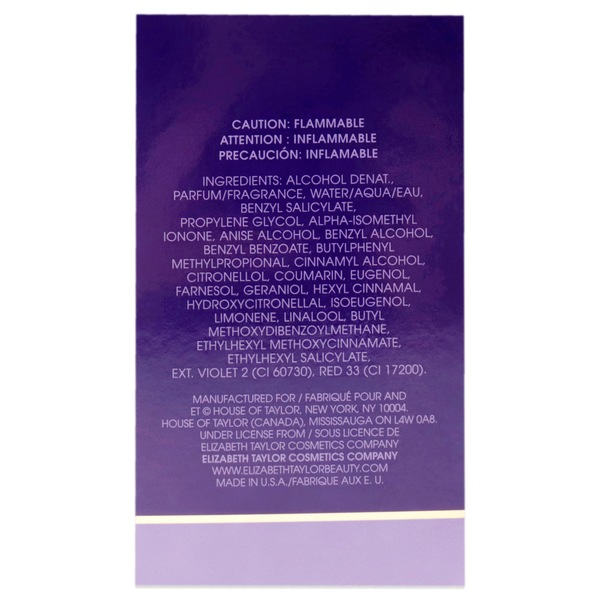 CAUTION: FLAMMABLE
ATTENTION : INFLAMMABLE
PRECAUCIÓN: INFLAMABLE
INGREDIENTS: ALCOHOL DENAT.,
PARFUM/FRAGRANCE, WATER/AQUA/EAU,
BENZYL SALICYLATE,
PROPYLENE GLYCOL, ALPHA-ISOMETHYL
IONONE, ANISE ALCOHOL, BENZYL ALCOHOL,
BENZYL BENZOATE, BUTYLPHENYL
METHYLPROPIONAL, CINNAMYL ALCOHOL,
CITRONELLOL, COUMARIN, EUGENOL,
FARNESOL, GERANIOL, HEXYL CINNAMAL,
HYDROXYCITRONELLAL, ISOEUGENOL,
LIMONENE, LINALOOL, BUTYL
METHOXYDIBENZOYLMETHANE,
ETHYLHEXYL METHOXYCINNAMATE,
ETHYLHEXYL SALICYLATE,
EXT. VIOLET 2 (CI 60730), RED 33 (CI 17200).
MANUFACTURED FOR / FABRIQUÉ POUR AND
ET © HOUSE OF TAYLOR, NEW YORK, NY 10004.
HOUSE OF TAYLOR (CANADA), MISSISSAUGA ON L4W 0A8.
UNDER LICENSE FROM / SOUS LICENCE DE
ELIZABETH TAYLOR COSMETICS COMPANY
ELIZABETH TAYLOR COSMETICS COMPANY
WWW.ELIZABETHTAYLORBEAUTY.COM
MADE IN U.S.A./FABRIQUE AUX E. U.